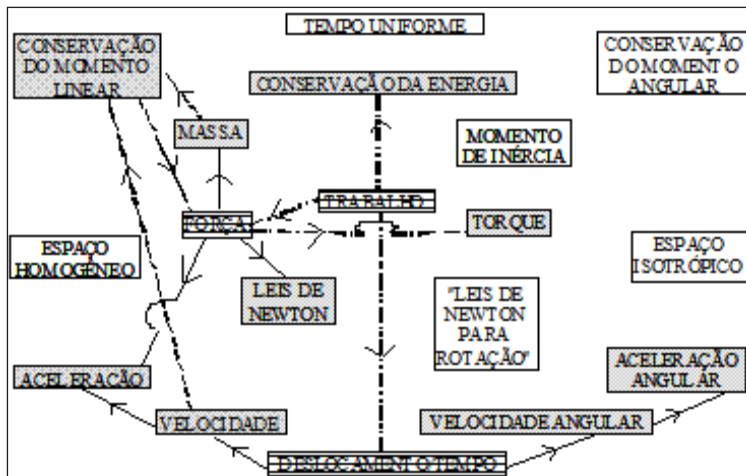 TEMPO UNIFORME
CONSERVAÇÃO
DO MOMENTO
LINEAR
CONSERVAÇÃO
DO MOMENTO
ANGULAR
CONSERVAÇÃO DA ENERGIA
MASSA
MOMENTO
DE INÉRCIA
TRABALHO
FORÇA
TORQUE
ESPAÇO
HOMOGÉNEO
ESPAÇO
ISOTRÓPICO
LEIS DE
NEWTON
"LEIS DE
NEWTON
PARA
ROTAÇÃO"
ACELERAÇÃO
ACELERAÇÃO
ANGULAR
VELOCIDADE
VELOCIDADE ANGULAR
DESLOCAMENTO TEMPO